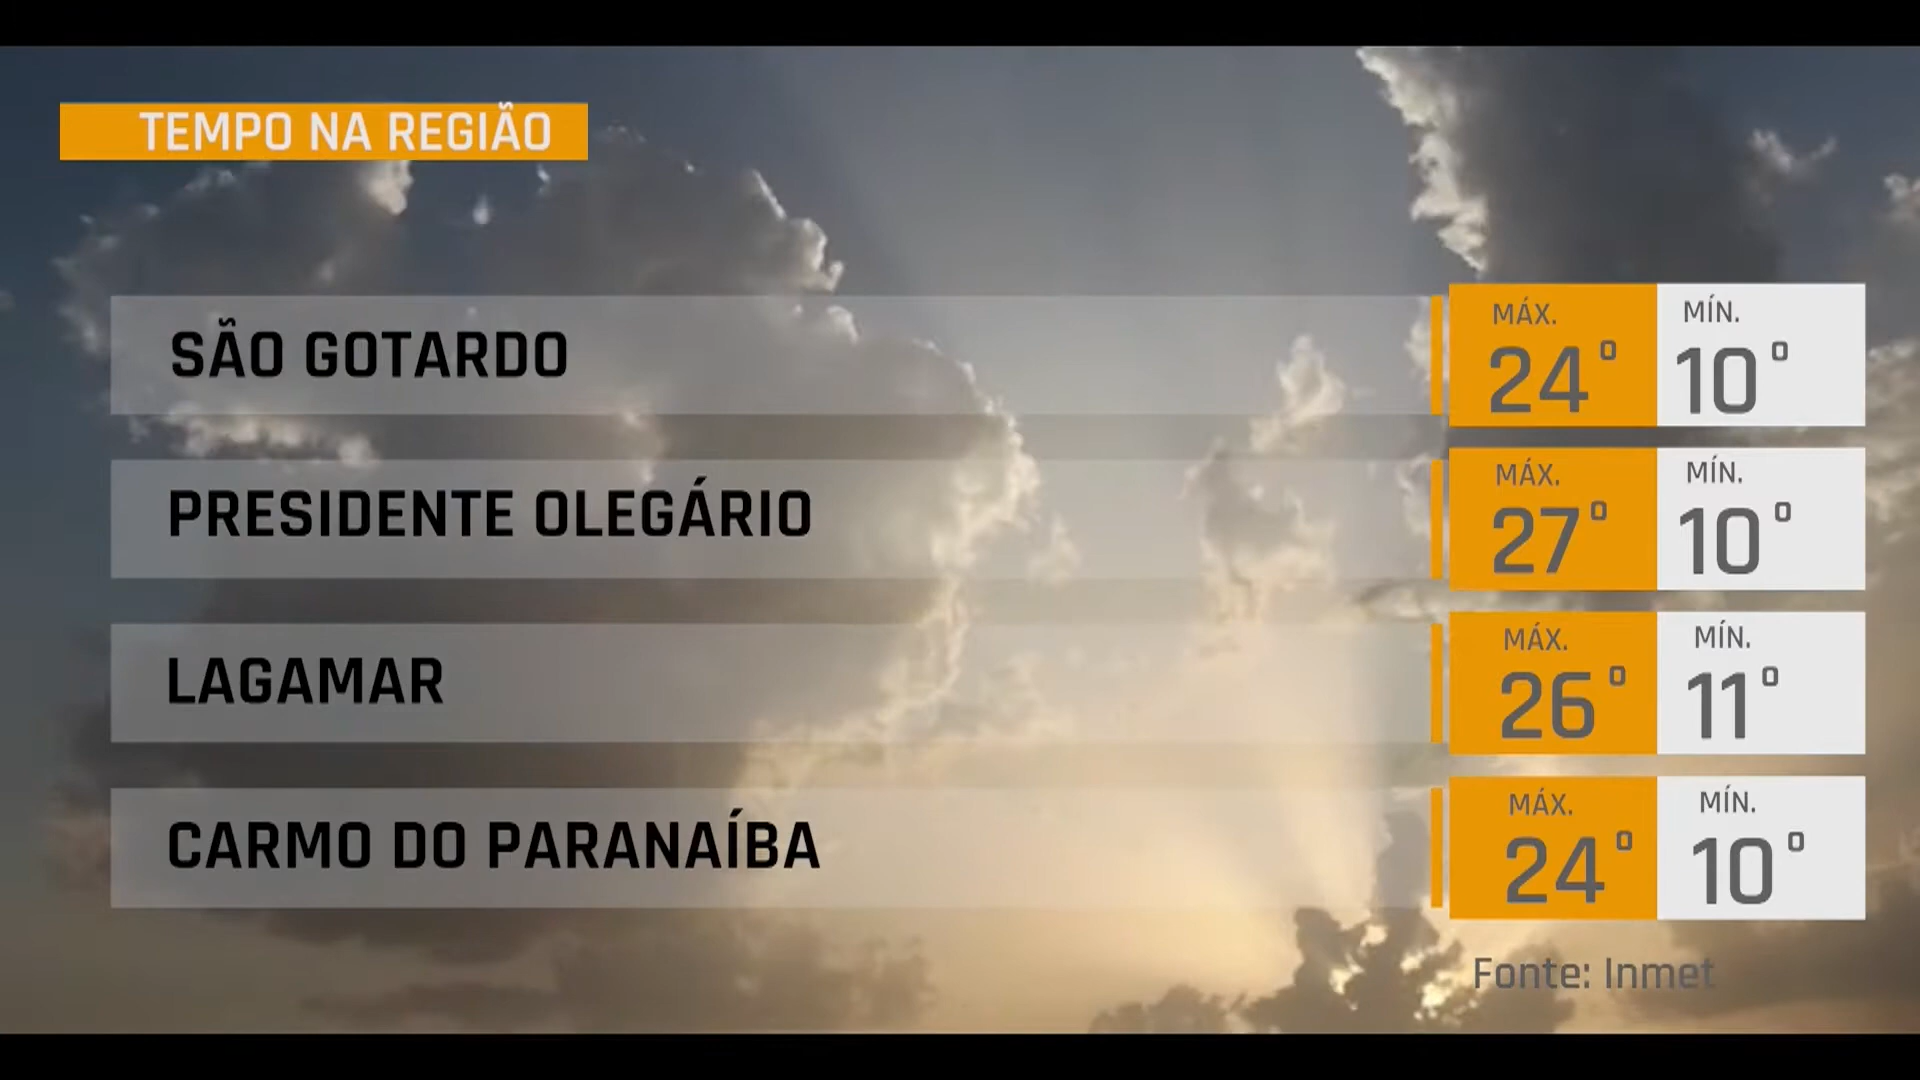 TEMPO NA REGIÃO
SÃO GOTARDO
MÁX.
24°
MÍN.
10°
PRESIDENTE OLEGÁRIO
MÁX.
27°
MÍN.
10°
LAGAMAR
MÁX.
26°
MÍN.
11°
CARMO DO PARANAÍBA
MÁX.
24°
MÍN.
10°
Fonte: Inmet